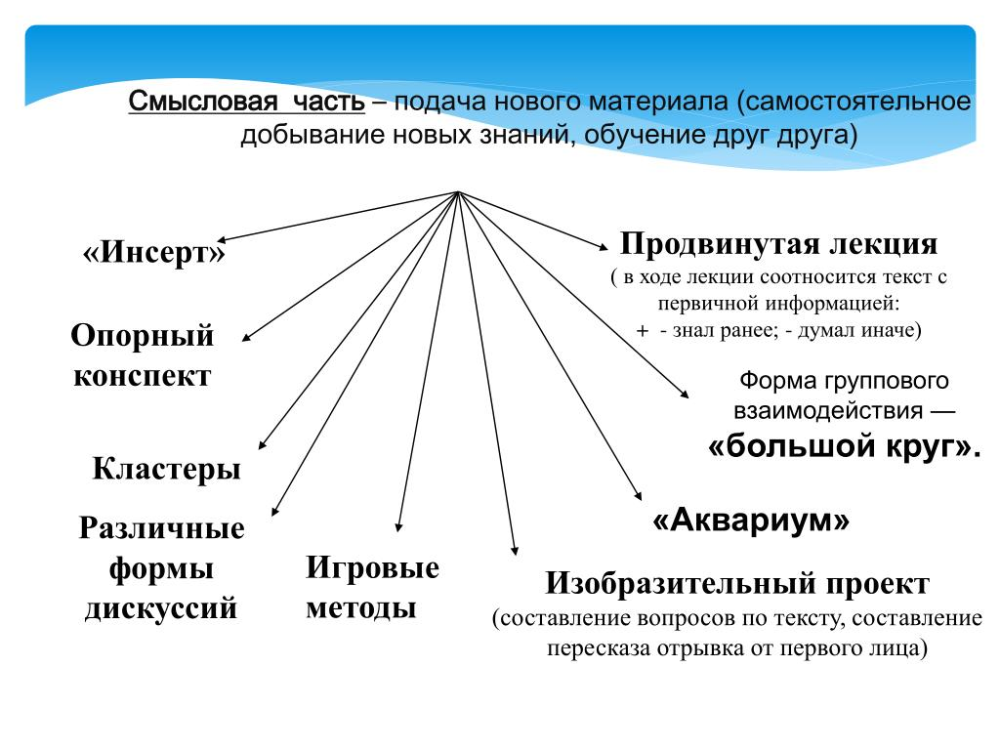 Смысловая часть – подача нового материала (самостоятельное
добывание новых знаний, обучение друг друга)
«Инсерт»
Опорный
конспект
Кластеры
Различные
формы
дискуссий
Игровые
методы
Продвинутая лекция
( в ходе лекции соотносится текст с
первичной информацией:
+ - знал ранее; - думал иначе)
Форма группового
взаимодействия —
«большой круг».
«Аквариум»
Изобразительный проект
(составление вопросов по тексту, составление
пересказа отрывка от первого лица)